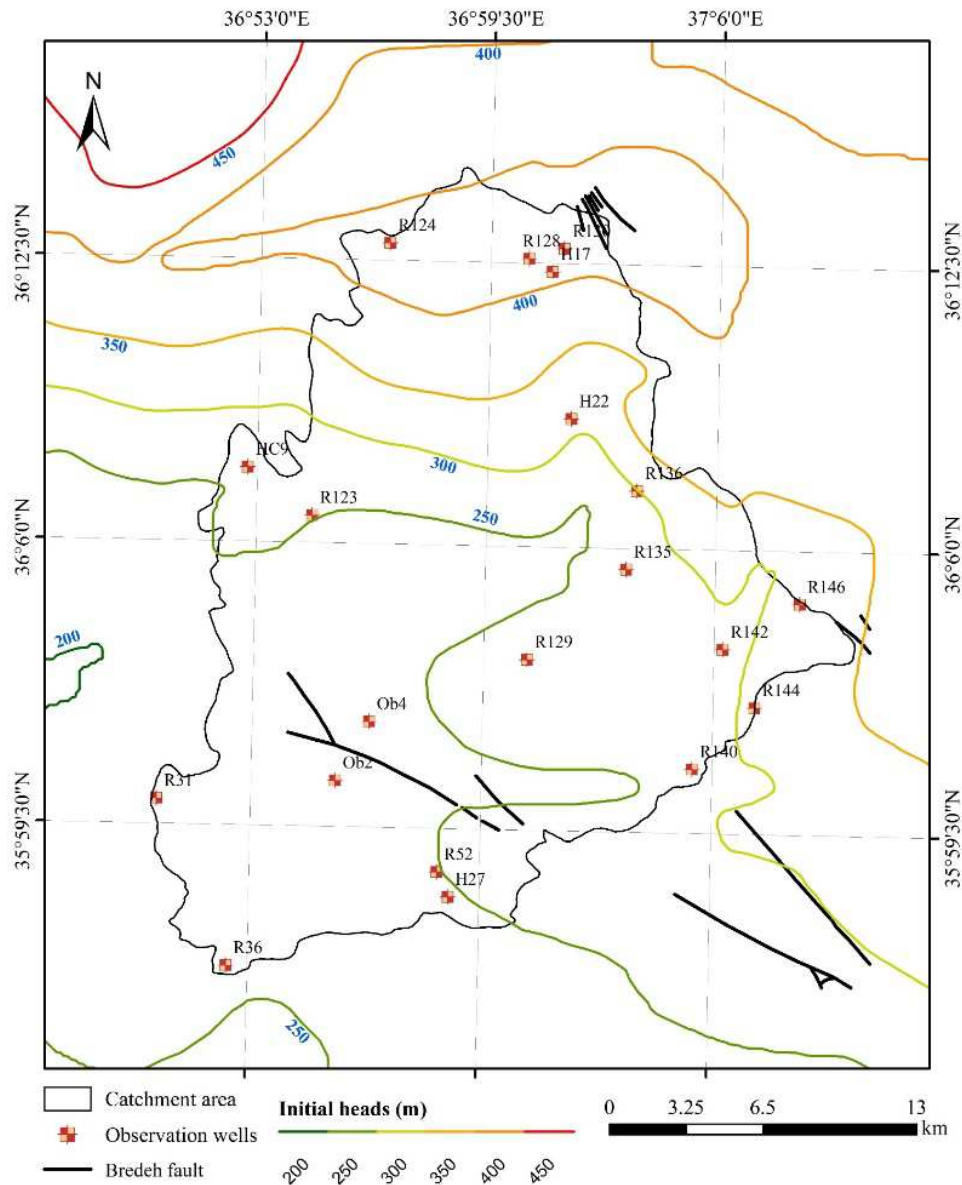 36°53'0"E 36°59'30"E 37°6'0"E
400
N
450
R124
R128
H17
36°12'30"N 36°12'30"N
400
350
H22
HC9
300
R136
R123
250
36°6'0"N 36°6'0"N
R135
R146
200
R142
R129
R144
Ob4
R140
Ob2
R31
35°59'30"N 35°59'30"N
R52
H27
R36
250
Catchment area
Observation wells
Bredeh fault
Initial heads (m)
200 250 300 350 400 450
0 3.25 6.5 13
km